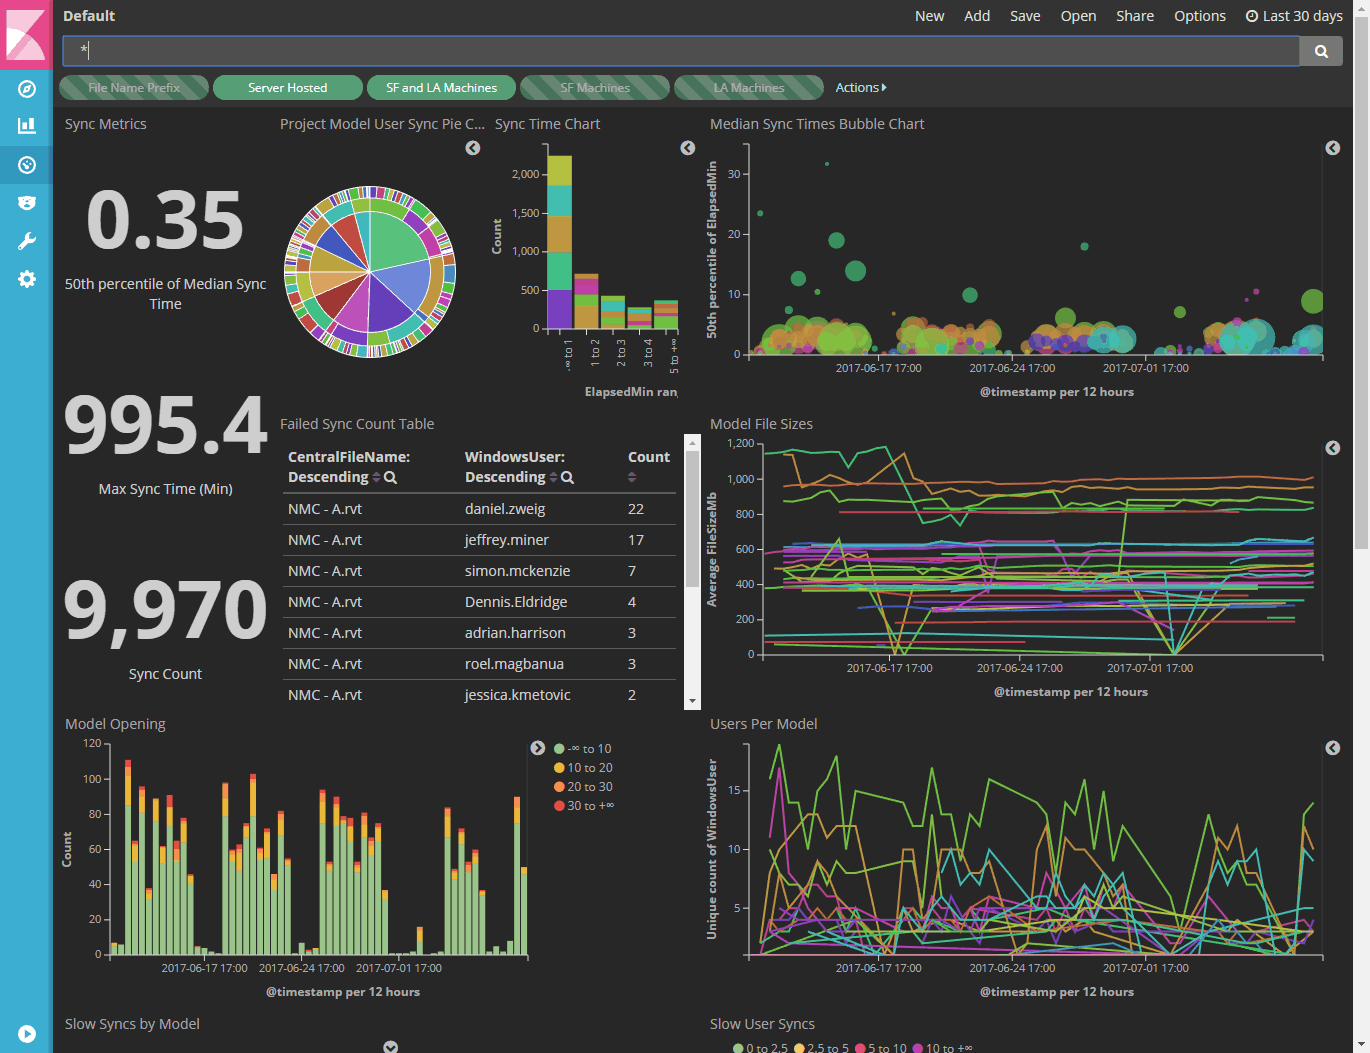 Default
New Add Save Open Share Options Last 30 days
*
File Name Prefix Server Hosted SF and LA Machines SF Machines LA Machines Actions
Sync Metrics
0.35
50th percentile of Median Sync
Time
995.4
Max Sync Time (Min)
9,970
Sync Count
Project Model User Sync Pie C...
Sync Time Chart
Count
2,000
1,500
1,000
500
0
-∞ to 1
1 to 2
2 to 3
3 to 4
5 to +∞
ElapsedMin ran
Median Sync Times Bubble Chart
50th percentile of ElapsedMin
30
20
10
0
2017-06-17 17:00 2017-06-24 17:00 2017-07-01 17:00
@timestamp per 12 hours
Failed Sync Count Table
CentralFileName: WindowsUser: Count
Descending Descending
NMC - A.rvt daniel.zweig 22
NMC - A.rvt jeffrey.miner 17
NMC - A.rvt simon.mckenzie 7
NMC - A.rvt Dennis.Eldridge 4
NMC - A.rvt adrian.harrison 3
NMC - A.rvt roel.magbanua 3
NMC - A.rvt jessica.kmetovic 2
Model File Sizes
Average FileSizeMb
1,200
1,000
800
600
400
200
0
2017-06-17 17:00 2017-06-24 17:00 2017-07-01 17:00
@timestamp per 12 hours
Model Opening
Count
120
100
80
60
40
20
0
2017-06-17 17:00 2017-06-24 17:00 2017-07-01 17:00
@timestamp per 12 hours
-∞ to 10
10 to 20
20 to 30
30 to +∞
Users Per Model
Unique count of WindowsUser
15
10
5
2017-06-17 17:00 2017-06-24 17:00 2017-07-01 17:00
@timestamp per 12 hours
Slow Syncs by Model
Slow User Syncs
0 to 2.5 2.5 to 5 5 to 10 10 to +∞